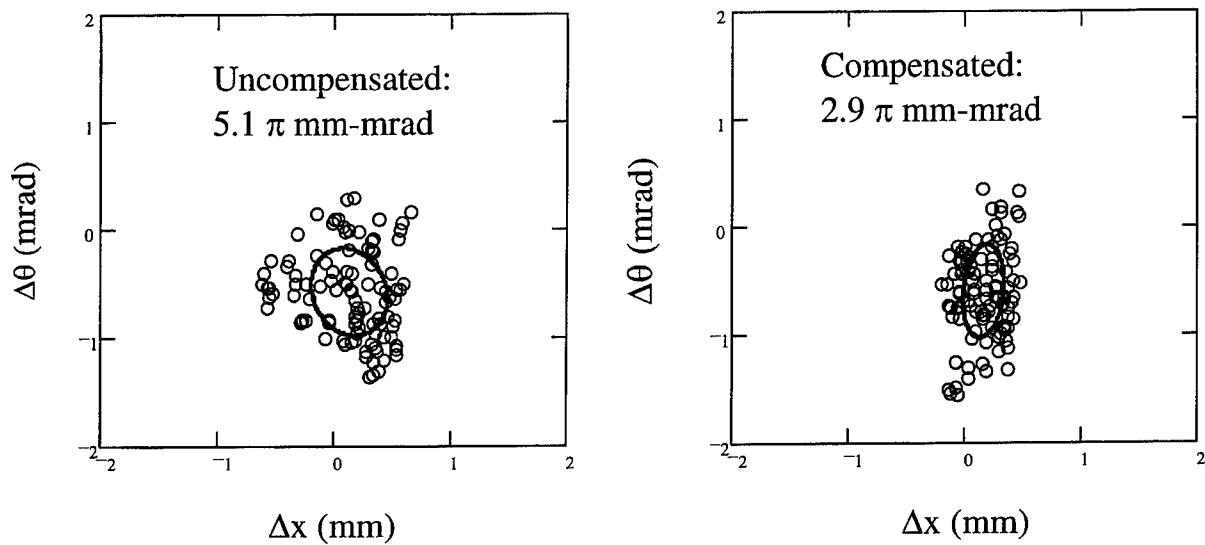 2
1
0
−1
−2
−2
−1
0
1
2
Δθ (mrad)
Δx (mm)
Uncompensated:
5.1 π mm-mrad
2
1
0
−1
−2
−2
−1
0
1
2
Δθ (mrad)
Δx (mm)
Compensated:
2.9 π mm-mrad